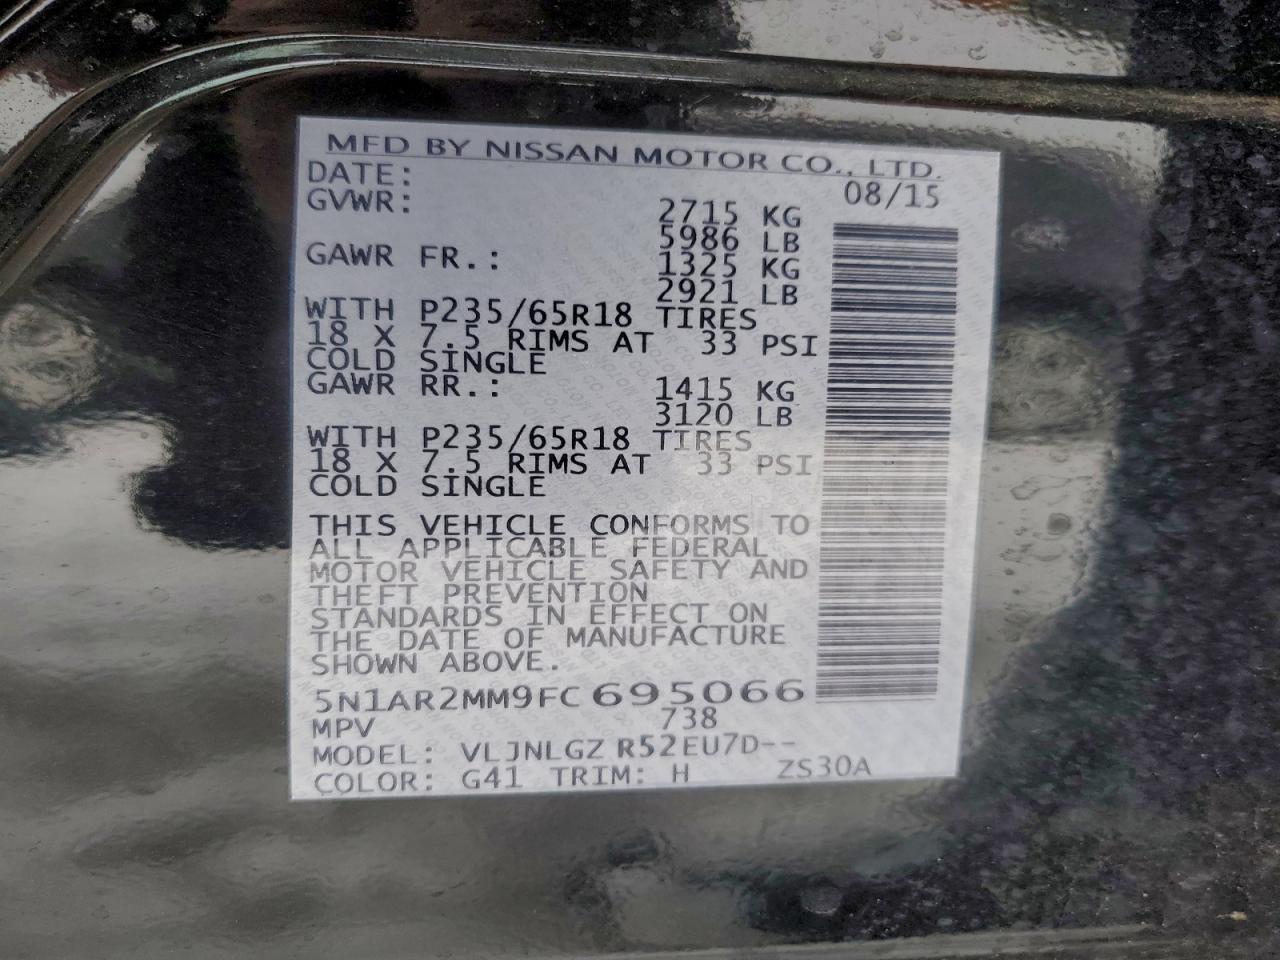 MFD BY NISSAN MOTOR CO., LTD.
DATE: 08/15
GVWR: 2715 KG
5986 LB
GAWR FR.: 1325 KG
2921 LB
WITH P235/65R18 TIRES
18 X 7.5 RIMS AT 33 PSI
COLD SINGLE
GAWR RR.: 1415 KG
3120 LB
WITH P235/65R18 TIRES
18 X 7.5 RIMS AT 33 PSI
COLD SINGLE
THIS VEHICLE CONFORMS TO
ALL APPLICABLE FEDERAL
MOTOR VEHICLE SAFETY AND
THEFT PREVENTION
STANDARDS IN EFFECT ON
THE DATE OF MANUFACTURE
SHOWN ABOVE.
5N1AR2MM9FC695066
MPV 738
MODEL: VLJNLGZ R52EU7D--
COLOR: G41 TRIM: H ZS30A